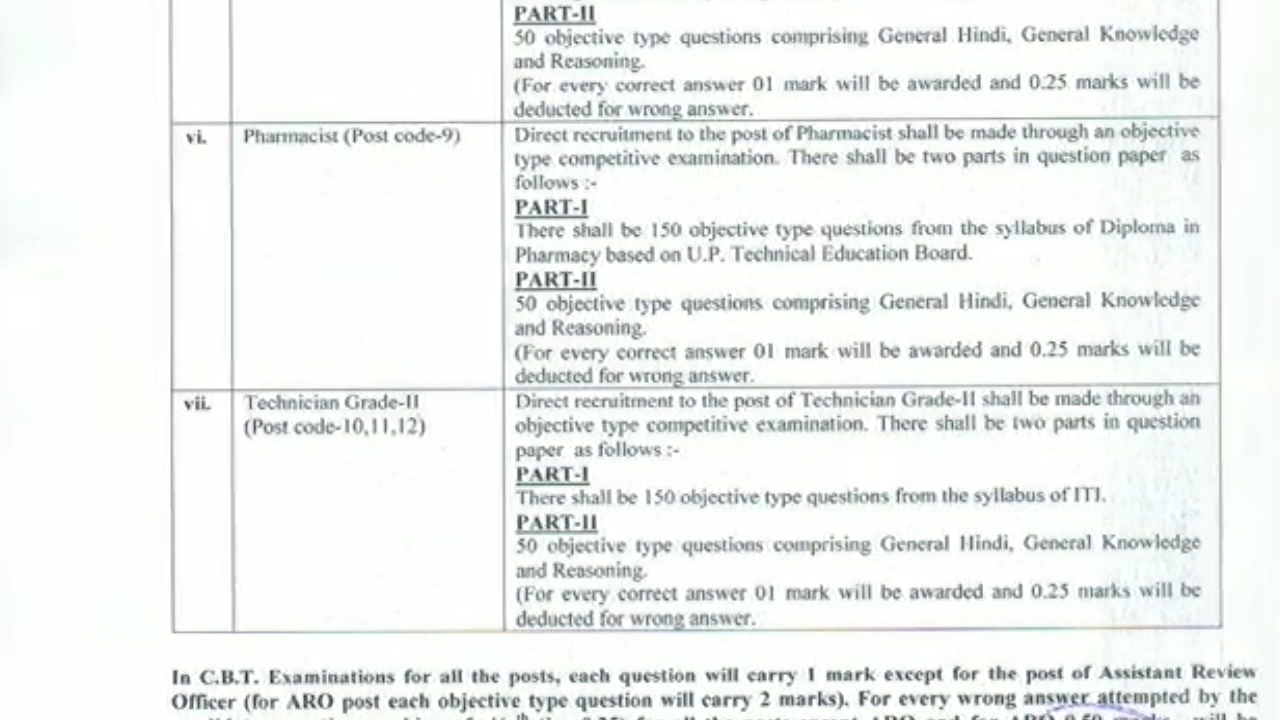 PART-II
50 objective type questions comprising General Hindi, General Knowledge
and Reasoning.
(For every correct answer 01 mark will be awarded and 0.25 marks will be
deducted for wrong answer.
vi.
Pharmacist (Post code-9)
Direct recruitment to the post of Pharmacist shall be made through an objective
type competitive examination. There shall be two parts in question paper as
follows :-
PART-I
There shall be 150 objective type questions from the syllabus of Diploma in
Pharmacy based on U.P. Technical Education Board.
PART-II
50 objective type questions comprising General Hindi, General Knowledge
and Reasoning.
(For every correct answer 01 mark will be awarded and 0.25 marks will be
deducted for wrong answer.
vii.
Technician Grade-II
(Post code-10,11,12)
Direct recruitment to the post of Technician Grade-II shall be made through an
objective type competitive examination. There shall be two parts in question
paper as follows :-
PART-I
There shall be 150 objective type questions from the syllabus of ITI.
PART-II
50 objective type questions comprising General Hindi, General Knowledge
and Reasoning.
(For every correct answer 01 mark will be awarded and 0.25 marks will be
deducted for wrong answer.
In C.B.T. Examinations for all the posts, each question will carry 1 mark except for the post of Assistant Review
Officer (for ARO post each objective type question will carry 2 marks). For every wrong answer attempted by the